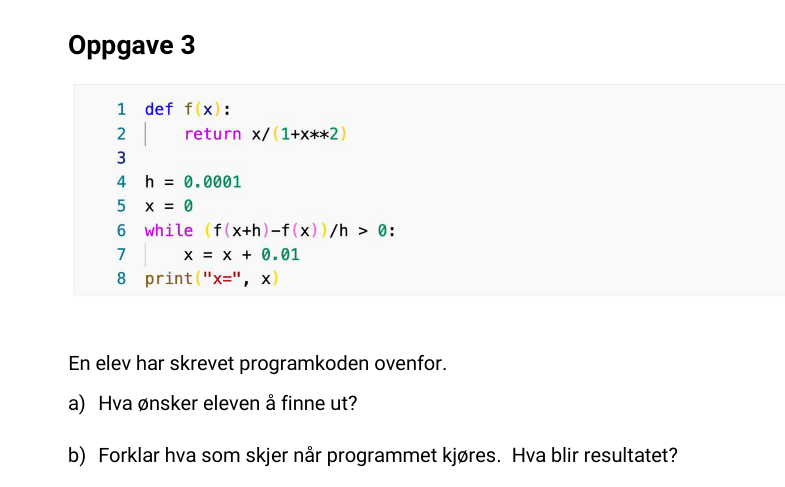 Oppgave 3
1 def f(x):
2 return x/(1+x**2)
3
4 h = 0.0001
5 x = 0
6 while (f(x+h)-f(x))/h > 0:
7 x = x + 0.01
8 print("x=", x)
En elev har skrevet programkoden ovenfor.
a) Hva ønsker eleven å finne ut?
b) Forklar hva som skjer når programmet kjøres. Hva blir resultatet?